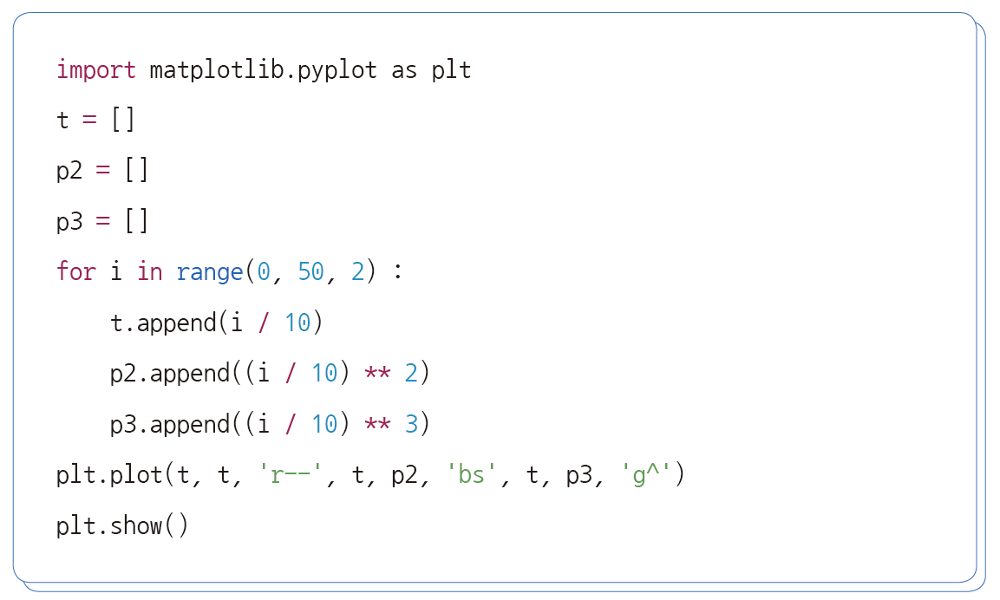 import matplotlib.pyplot as plt
t = []
p2 = []
p3 = []
for i in range(0, 50, 2) :
    t.append(i / 10)
    p2.append((i / 10) ** 2)
    p3.append((i / 10) ** 3)
plt.plot(t, t, 'r--', t, p2, 'bs', t, p3, 'g^')
plt.show()